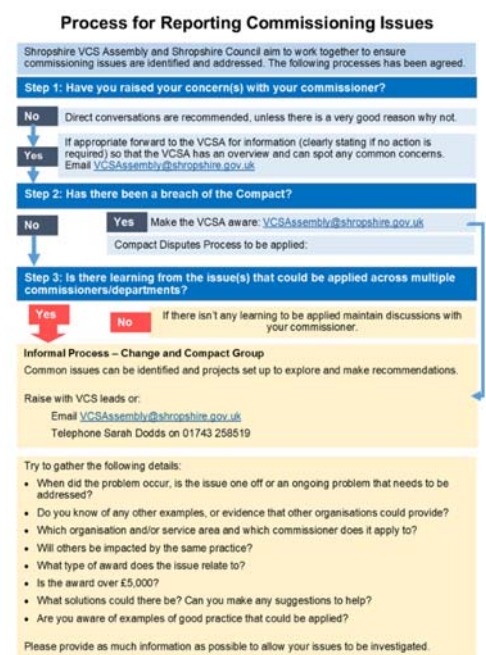 Process for Reporting Commissioning Issues
Shropshire VCS Assembly and Shropshire Council aim to work together to ensure
commissioning issues are identified and addressed. The following processes has been agreed.
Step 1: Have you raised your concern(s) with your commissioner?
No
Direct conversations are recommended, unless there is a very good reason why not.
Yes
If appropriate forward to the VCSA for information (clearly stating if no action is
required) so that the VCSA has an overview and can spot any common concerns.
Email VCSAssembly@shropshire.gov.uk
Step 2: Has there been a breach of the Compact?
No
Yes
Make the VCSA aware: VCSAssembly@shropshire.gov.uk
Compact Disputes Process to be applied:
Step 3: Is there learning from the issue(s) that could be applied across multiple
commissioners/departments?
Yes
No
If there isn't any learning to be applied maintain discussions with
your commissioner.
Informal Process – Change and Compact Group
Common issues can be identified and projects set up to explore and make recommendations.
Raise with VCS leads or:
Email VCSAssembly@shropshire.gov.uk
Telephone Sarah Dodds on 01743 258519
Try to gather the following details:
• When did the problem occur, is the issue one off or an ongoing problem that needs to be
addressed?
• Do you know of any other examples, or evidence that other organisations could provide?
• Which organisation and/or service area and which commissioner does it apply to?
• Will others be impacted by the same practice?
• What type of award does the issue relate to?
• Is the award over £5,000?
• What solutions could there be? Can you make any suggestions to help?
• Are you aware of examples of good practice that could be applied?
Please provide as much information as possible to allow your issues to be investigated.